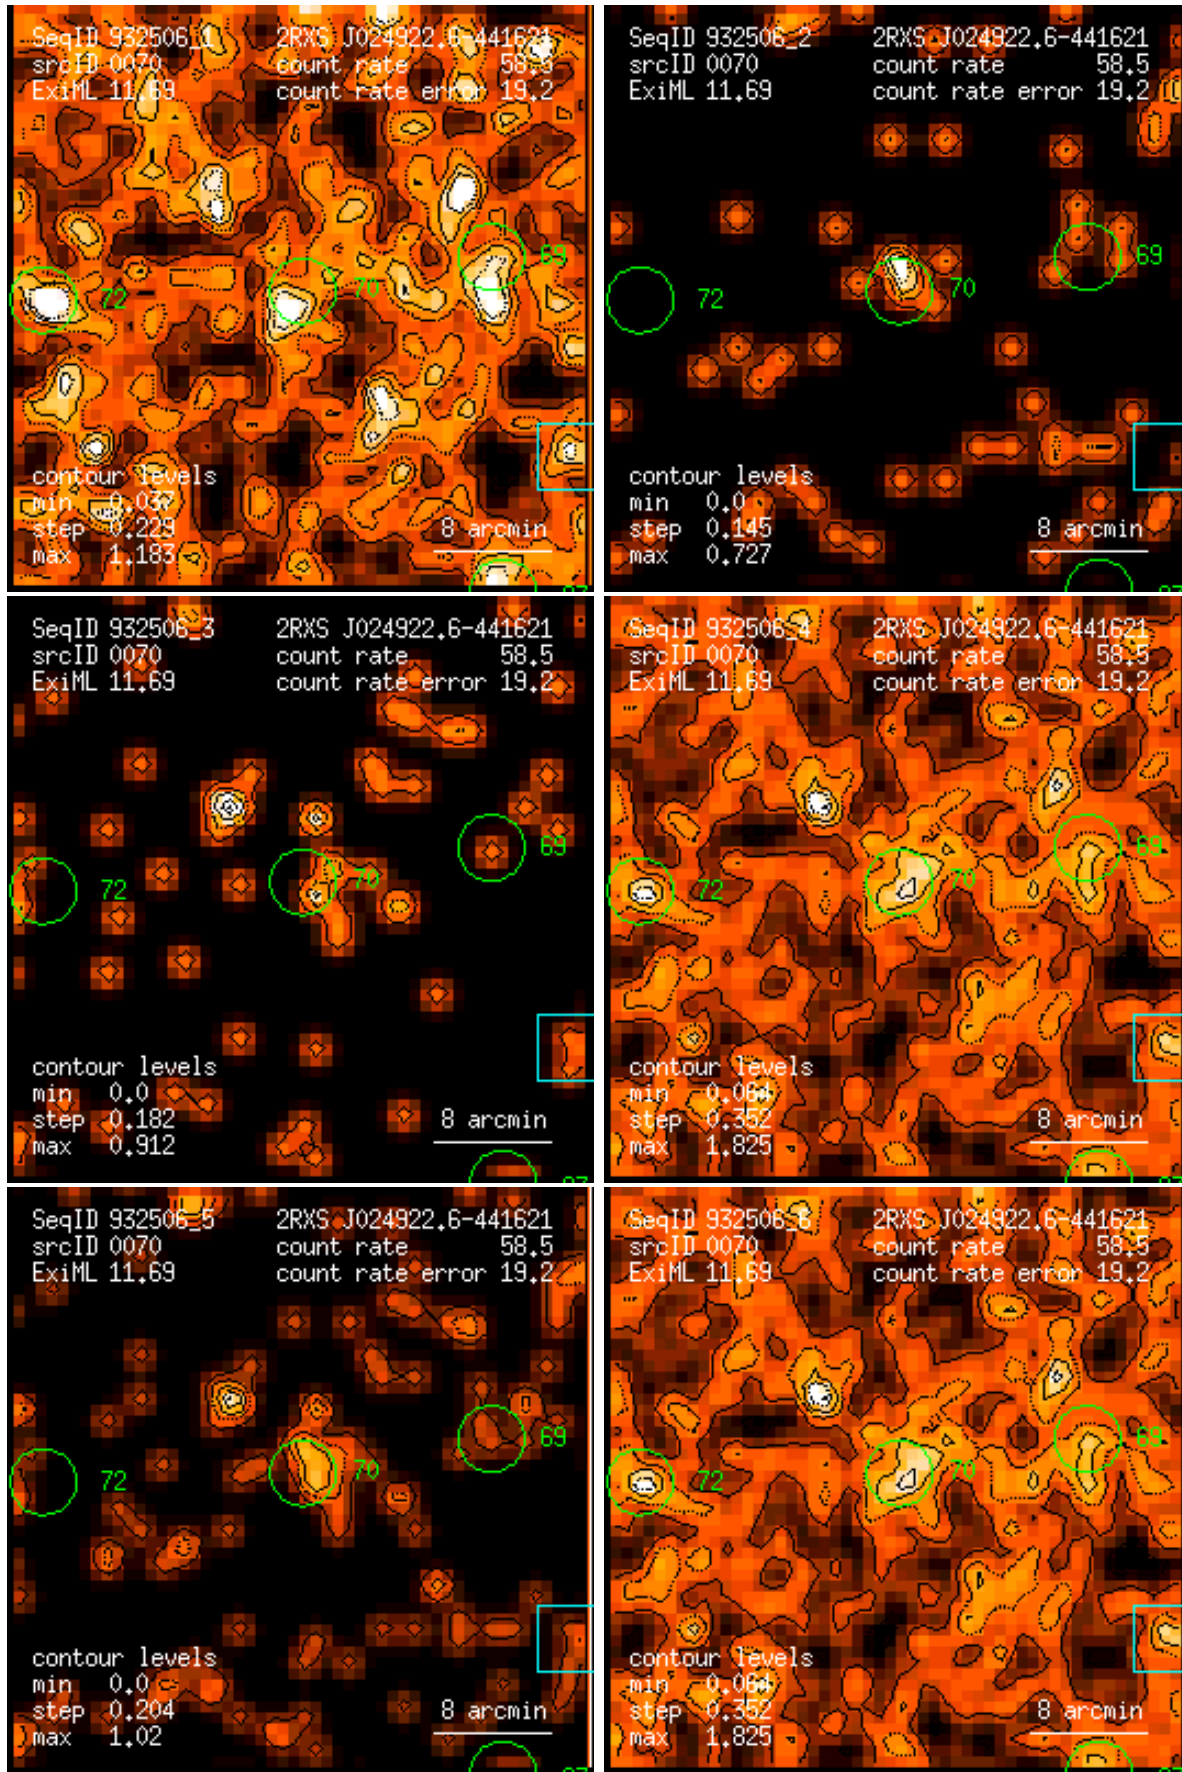 SeqID 932506_1 2RXS J024922.6-441621
srcID 0070 count rate 58.5
ExiML 11.69 count rate error 19.2
69
72 70
contour levels
min 0.037
step 0.229 8 arcmin
max 1.183
SeqID 932506_2 2RXS J024922.6-441621
srcID 0070 count rate 58.5
ExiML 11.69 count rate error 19.2
69
72 70
contour levels
min 0.0
step 0.145 8 arcmin
max 0.727
SeqID 932506_3 2RXS J024922.6-441621
srcID 0070 count rate 58.5
ExiML 11.69 count rate error 19.2
69
72 70
contour levels
min 0.0
step 0.182 8 arcmin
max 0.912
SeqID 932506_4 2RXS J024922.6-441621
srcID 0070 count rate 58.5
ExiML 11.69 count rate error 19.2
69
72 70
contour levels
min 0.064
step 0.352 8 arcmin
max 1.825
SeqID 932506_5 2RXS J024922.6-441621
srcID 0070 count rate 58.5
ExiML 11.69 count rate error 19.2
69
72 70
contour levels
min 0.0
step 0.204 8 arcmin
max 1.02
SeqID 932506_6 2RXS J024922.6-441621
srcID 0070 count rate 58.5
ExiML 11.69 count rate error 19.2
69
72 70
contour levels
min 0.064
step 0.352 8 arcmin
max 1.825